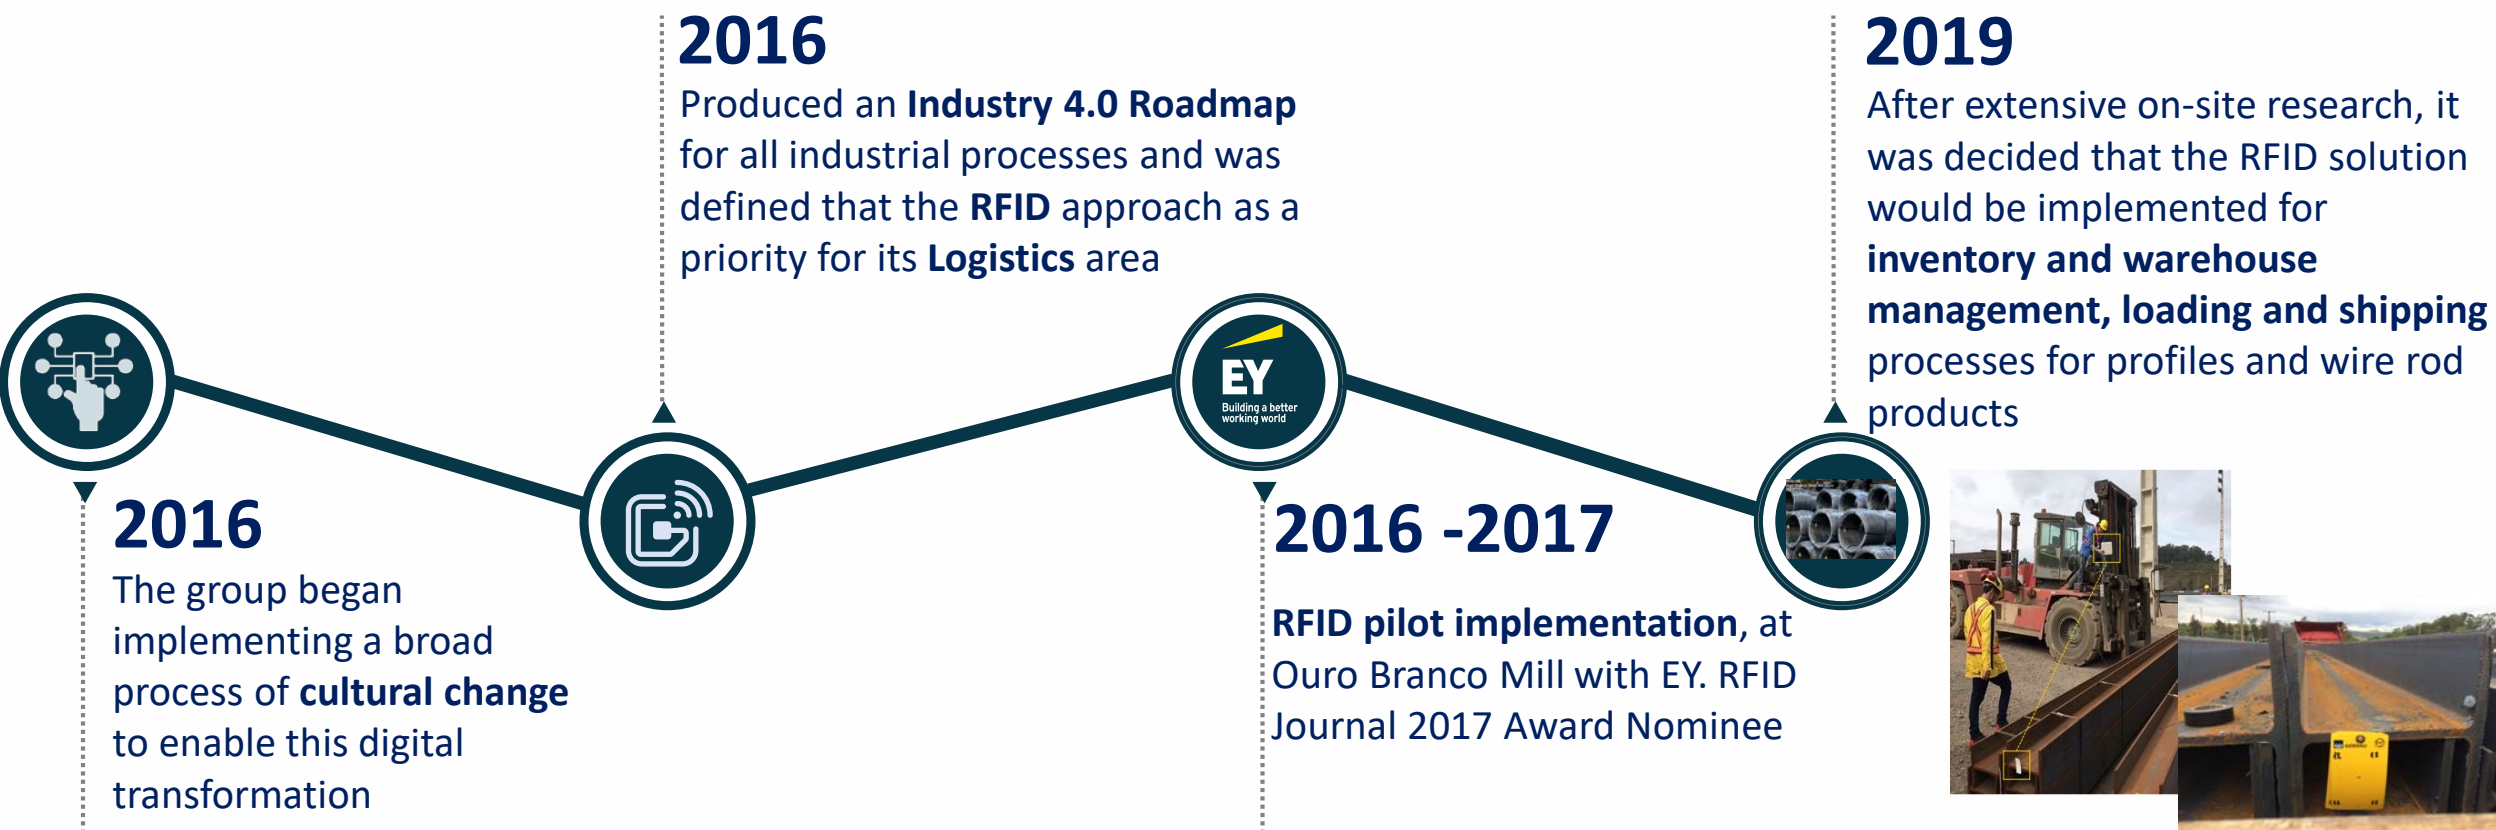 2016
The group began
implementing a broad
process of cultural change
to enable this digital
transformation
2016
Produced an Industry 4.0 Roadmap
for all industrial processes and was
defined that the RFID approach as a
priority for its Logistics area
EY
Building a better
working world
2016 -2017
RFID pilot implementation, at
Ouro Branco Mill with EY. RFID
Journal 2017 Award Nominee
2019
After extensive on-site research, it
was decided that the RFID solution
would be implemented for
inventory and warehouse
management, loading and shipping
processes for profiles and wire rod
products
GERDAU